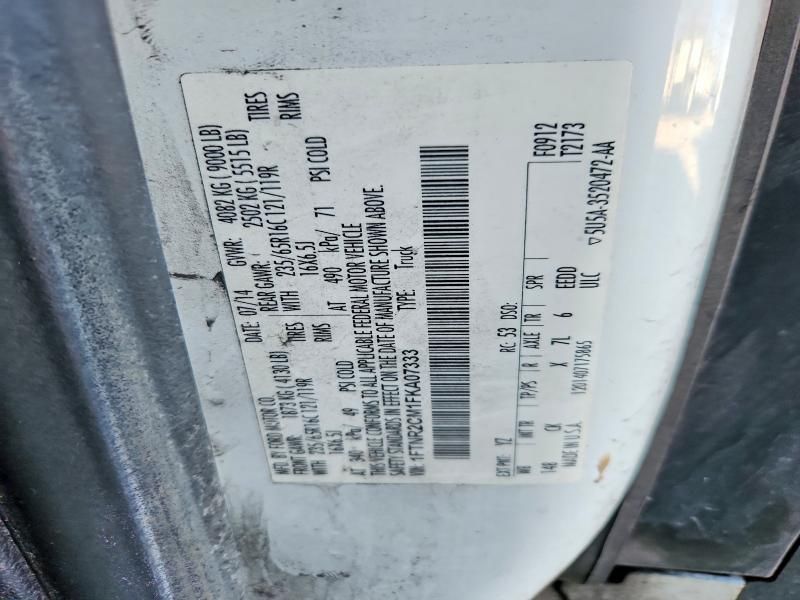 MFD. BY FORD MOTOR CO. DATE: 07/14 GVWR: 4082 KG ( 9000 LB)
FRONT GAWR: 1873 KG ( 4130 LB) REAR GAWR: 2502 KG ( 5515 LB)
WITH 235/65R16C 121/119R TIRES WITH 235/65R16C 121/119R TIRES
16X6.5J RIMS 16X6.5J RIMS
AT 340 kPa/ 49 PSI COLD AT 490 kPa/ 71 PSI COLD
THIS VEHICLE CONFORMS TO ALL APPLICABLE FEDERAL MOTOR VEHICLE
SAFETY STANDARDS IN EFFECT ON THE DATE OF MANUFACTURE SHOWN ABOVE.
VIN: 1FTNR2CM1FKA07333 TYPE: Truck
EXT PNT: YZ RC: 53 DSO: F0912
WB INT TR TP/PS R AXLE TR SPR T2173
148 CK X 7L 6 EEDD
MADE IN U.S.A. 1201407175865 ULC
▽ 5U5A-3520472-AA